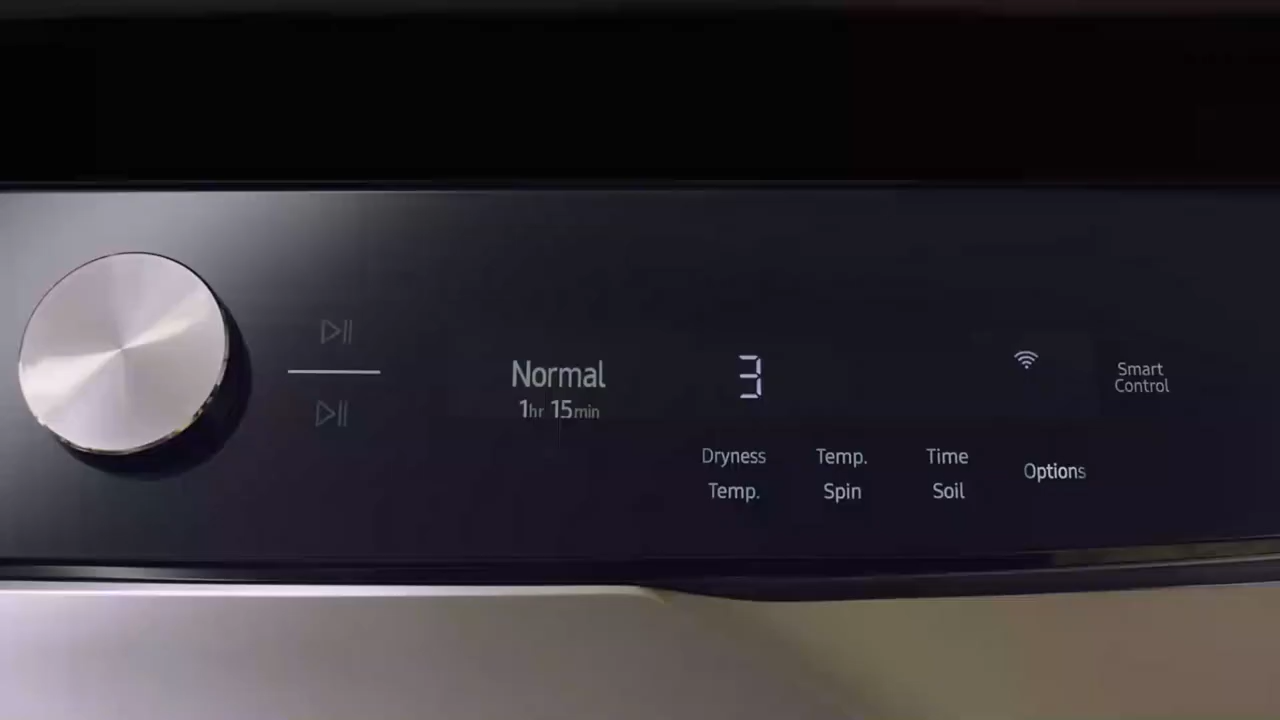 Normal
1hr 15min
3
Smart
Control
Dryness
Temp.
Temp.
Spin
Time
Soil
Options